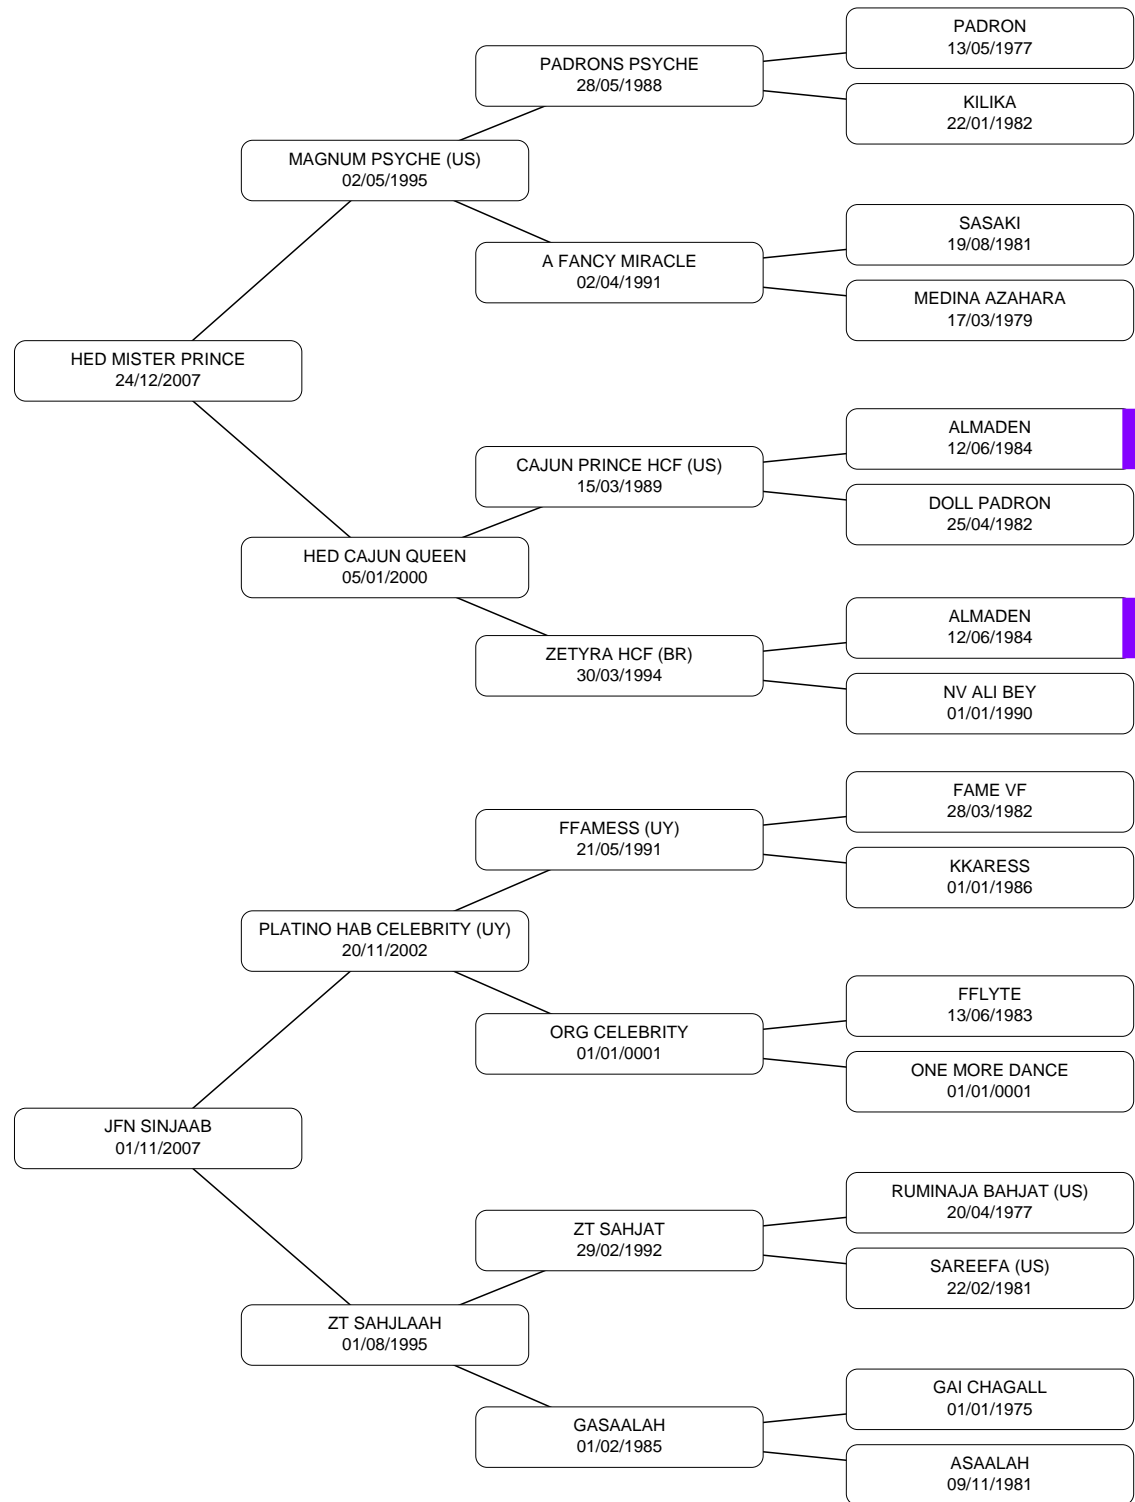 PADRON
13/05/1977
PADRONS PSYCHE
28/05/1988
KILIKA
22/01/1982
MAGNUM PSYCHE (US)
02/05/1995
SASAKI
19/08/1981
A FANCY MIRACLE
02/04/1991
MEDINA AZAHARA
17/03/1979
HED MISTER PRINCE
24/12/2007
ALMADEN
12/06/1984
CAJUN PRINCE HCF (US)
15/03/1989
DOLL PADRON
25/04/1982
HED CAJUN QUEEN
05/01/2000
ALMADEN
12/06/1984
ZETYRA HCF (BR)
30/03/1994
NV ALI BEY
01/01/1990
FAME VF
28/03/1982
FFAMESS (UY)
21/05/1991
KKARESS
01/01/1986
PLATINO HAB CELEBRITY (UY)
20/11/2002
FFLYTE
13/06/1983
ORG CELEBRITY
01/01/0001
ONE MORE DANCE
01/01/0001
JFN SINJAAB
01/11/2007
RUMINAJA BAHJAT (US)
20/04/1977
ZT SAHJAT
29/02/1992
SAREEFA (US)
22/02/1981
ZT SAHJLAAH
01/08/1995
GAI CHAGALL
01/01/1975
GASAALAH
01/02/1985
ASAALAH
09/11/1981